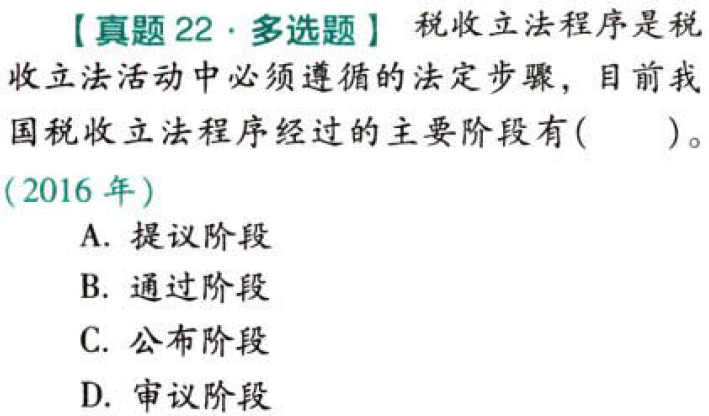 【真题 22 · 多选题】 税收立法程序是税
收立法活动中必须遵循的法定步骤，目前我
国税收立法程序经过的主要阶段有(　　)。
(2016 年)
A. 提议阶段
B. 通过阶段
C. 公布阶段
D. 审议阶段